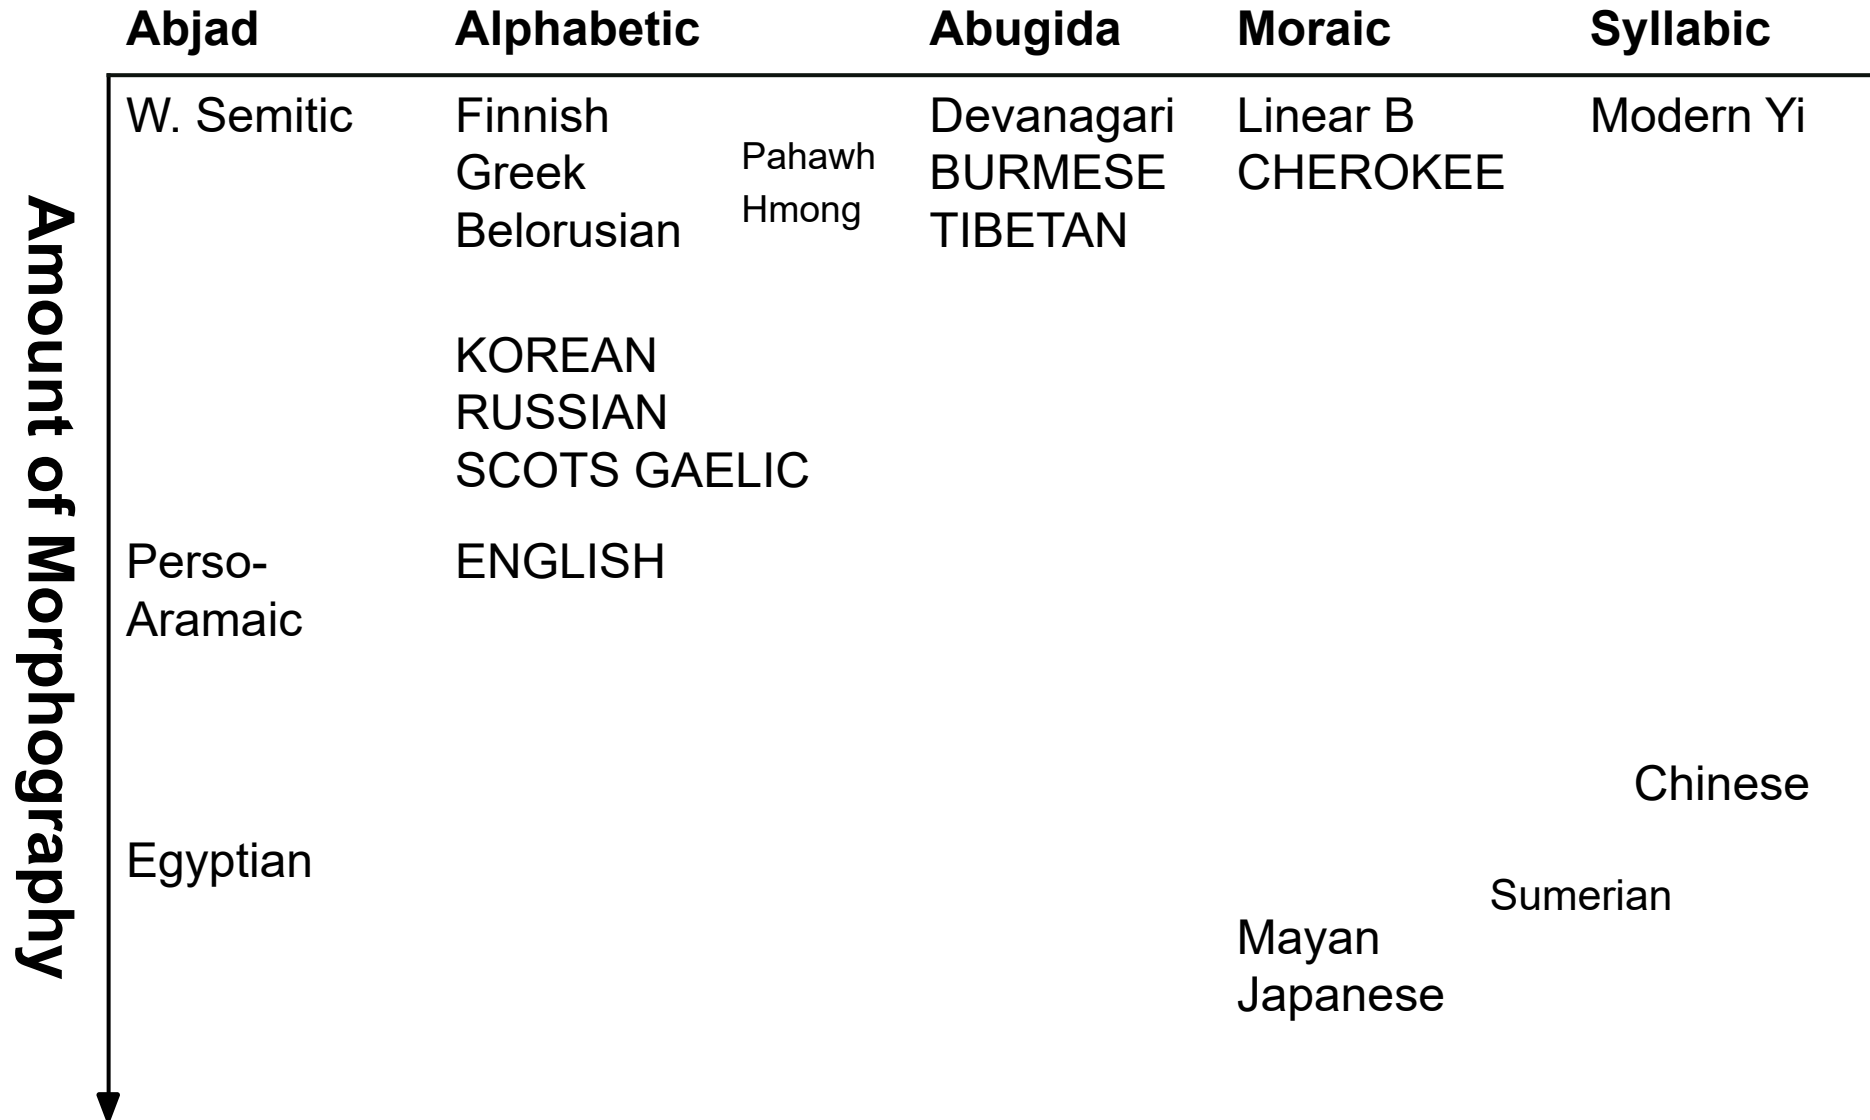 Abjad Alphabetic Abugida Moraic Syllabic
Amount of Morphography
W. Semitic Finnish Devanagari Linear B Modern Yi
Pahawh
Greek BURMESE CHEROKEE
Hmong
Belorusian TIBETAN
KOREAN
RUSSIAN
SCOTS GAELIC
Perso- ENGLISH
Aramaic
Chinese
Egyptian
Sumerian
Mayan
Japanese